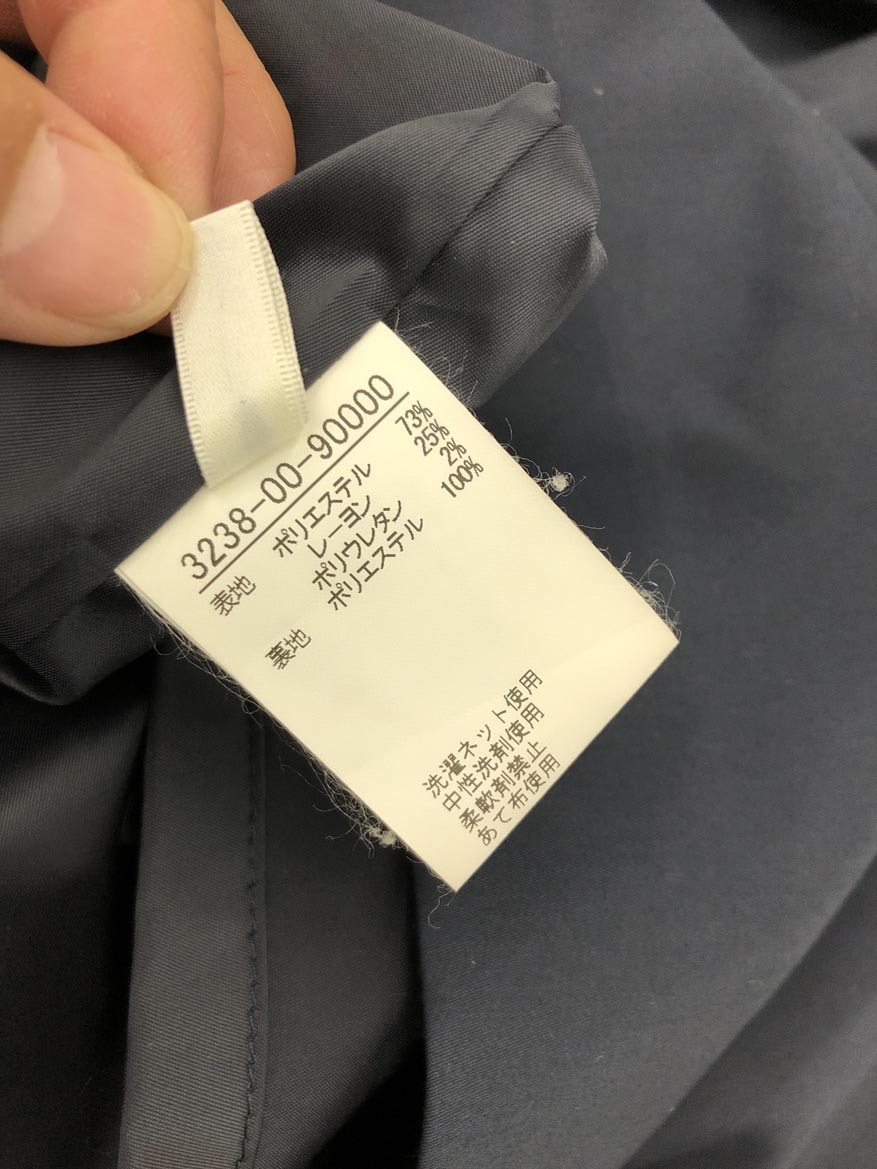 3238-00-90000
表地 ポリエステル 73%
レーヨン 25%
ポリウレタン 2%
裏地 ポリエステル 100%
洗濯ネット使用
中性洗剤使用
柔軟剤禁止
あて布使用